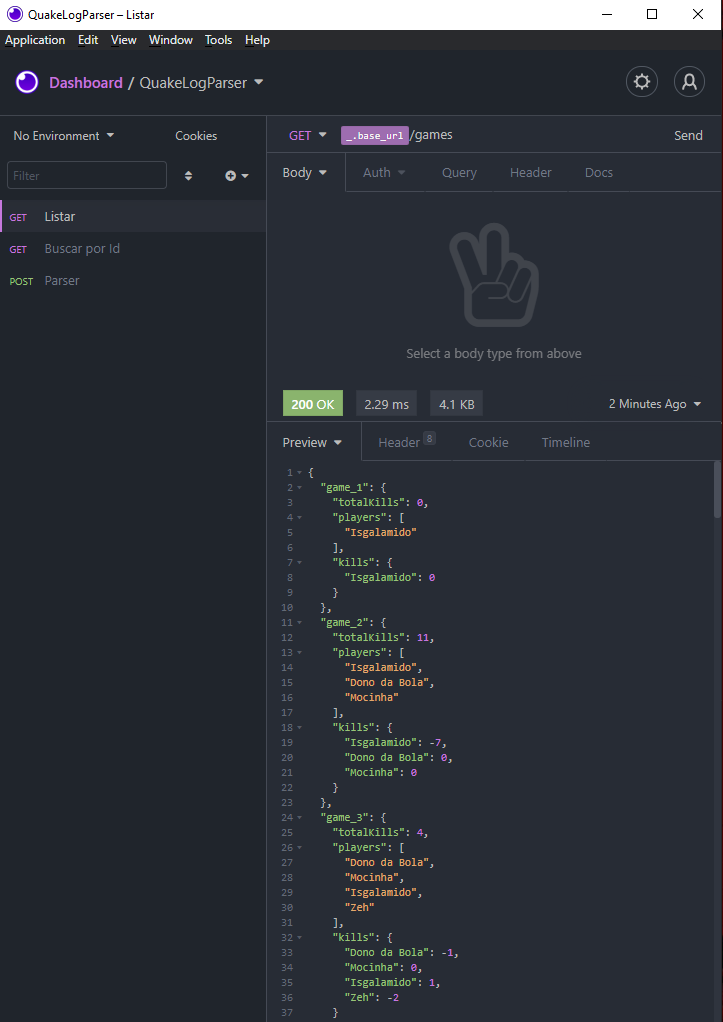 QuakeLogParser – Listar
Application Edit View Window Tools Help
Dashboard / QuakeLogParser
No Environment
Cookies
GET _.base_url/games
Send
Filter
Body
Auth
Query
Header
Docs
GET Listar
GET Buscar por Id
POST Parser
Select a body type from above
200 OK
2.29 ms
4.1 KB
2 Minutes Ago
Preview
Header 8
Cookie
Timeline
1 {
2 "game_1": {
3 "totalKills": 0,
4 "players": [
5 "Isgalamido"
6 ],
7 "kills": {
8 "Isgalamido": 0
9 }
10 },
11 "game_2": {
12 "totalKills": 11,
13 "players": [
14 "Isgalamido",
15 "Dono da Bola",
16 "Mocinha"
17 ],
18 "kills": {
19 "Isgalamido": -7,
20 "Dono da Bola": 0,
21 "Mocinha": 0
22 }
23 },
24 "game_3": {
25 "totalKills": 4,
26 "players": [
27 "Dono da Bola",
28 "Mocinha",
29 "Isgalamido",
30 "Zeh"
31 ],
32 "kills": {
33 "Dono da Bola": -1,
34 "Mocinha": 0,
35 "Isgalamido": 1,
36 "Zeh": -2
37 }